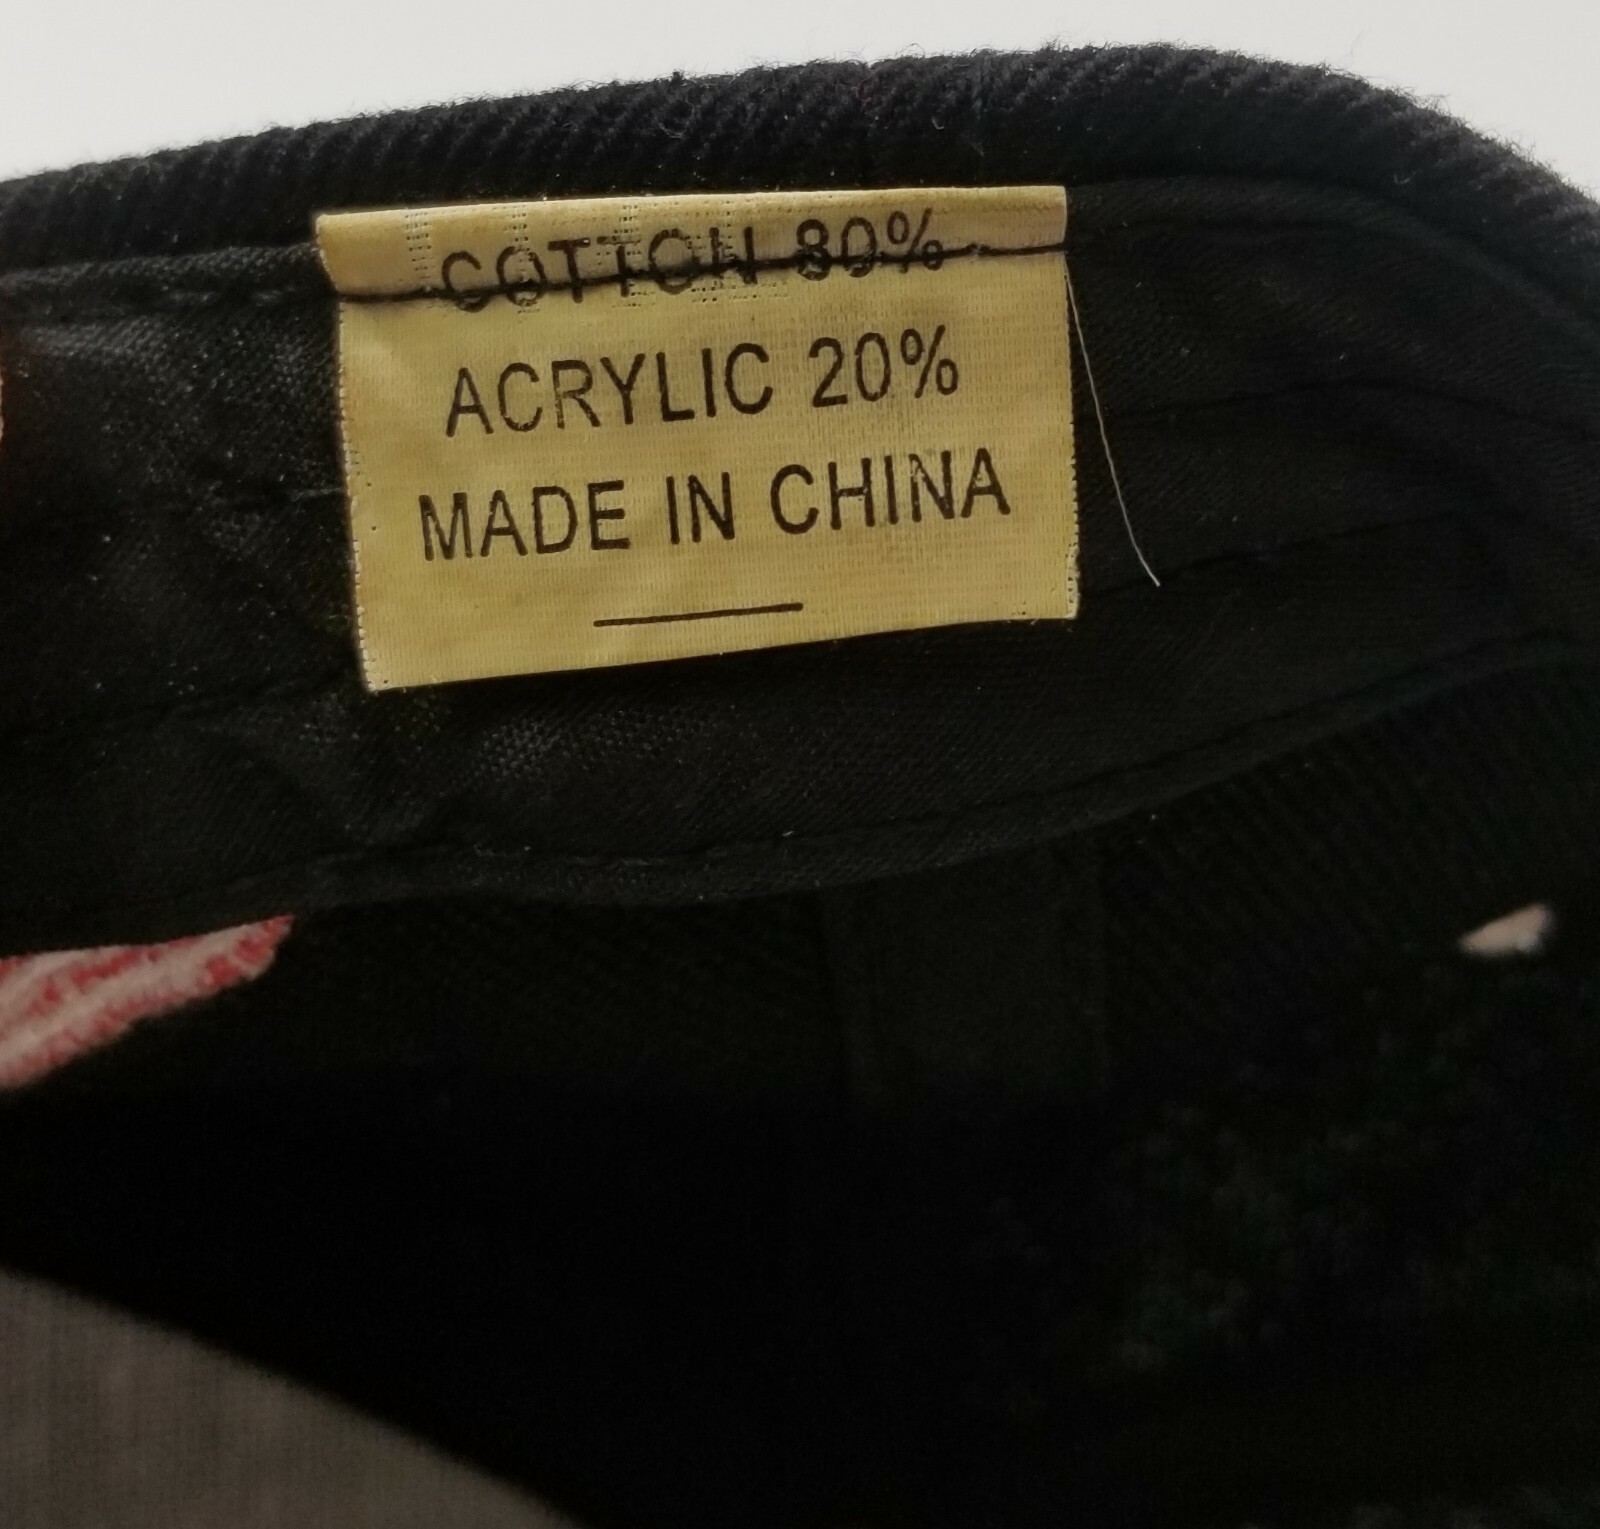 COTTON 80%
ACRYLIC 20%
MADE IN CHINA